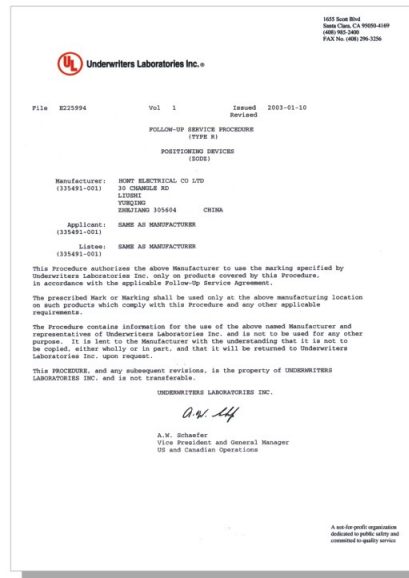 1655 Scott Blvd
Santa Clara, CA 95050-4169
(408) 985-2400
FAX No. (408) 296-3256
UL Underwriters Laboratories Inc.®
File E225994 Vol 1 Issued 2003-01-10
Revised
FOLLOW-UP SERVICE PROCEDURE
(TYPE R)
POSITIONING DEVICES
(ZODZ)
Manufacturer: HONT ELECTRICAL CO LTD
(335491-001) 30 CHANGLE RD
LIUSHI
YUEQING
ZHEJIANG 305604 CHINA
Applicant: SAME AS MANUFACTURER
(335491-001)
Listee: SAME AS MANUFACTURER
(335491-001)
This Procedure authorizes the above Manufacturer to use the marking specified by
Underwriters Laboratories Inc. only on products covered by this Procedure,
in accordance with the applicable Follow-Up Service Agreement.
The prescribed Mark or Marking shall be used only at the above manufacturing location
on such products which comply with this Procedure and any other applicable
requirements.
The Procedure contains information for the use of the above named Manufacturer and
representatives of Underwriters Laboratories Inc. and is not to be used for any other
purpose. It is lent to the Manufacturer with the understanding that it is not to
be copied, either wholly or in part, and that it will be returned to Underwriters
Laboratories Inc. upon request.
This PROCEDURE, and any subsequent revisions, is the property of UNDERWRITERS
LABORATORIES INC. and is not transferable.
UNDERWRITERS LABORATORIES INC.
A.W. Schaefer
Vice President and General Manager
US and Canadian Operations
A not-for-profit organization
dedicated to public safety and
committed to quality service